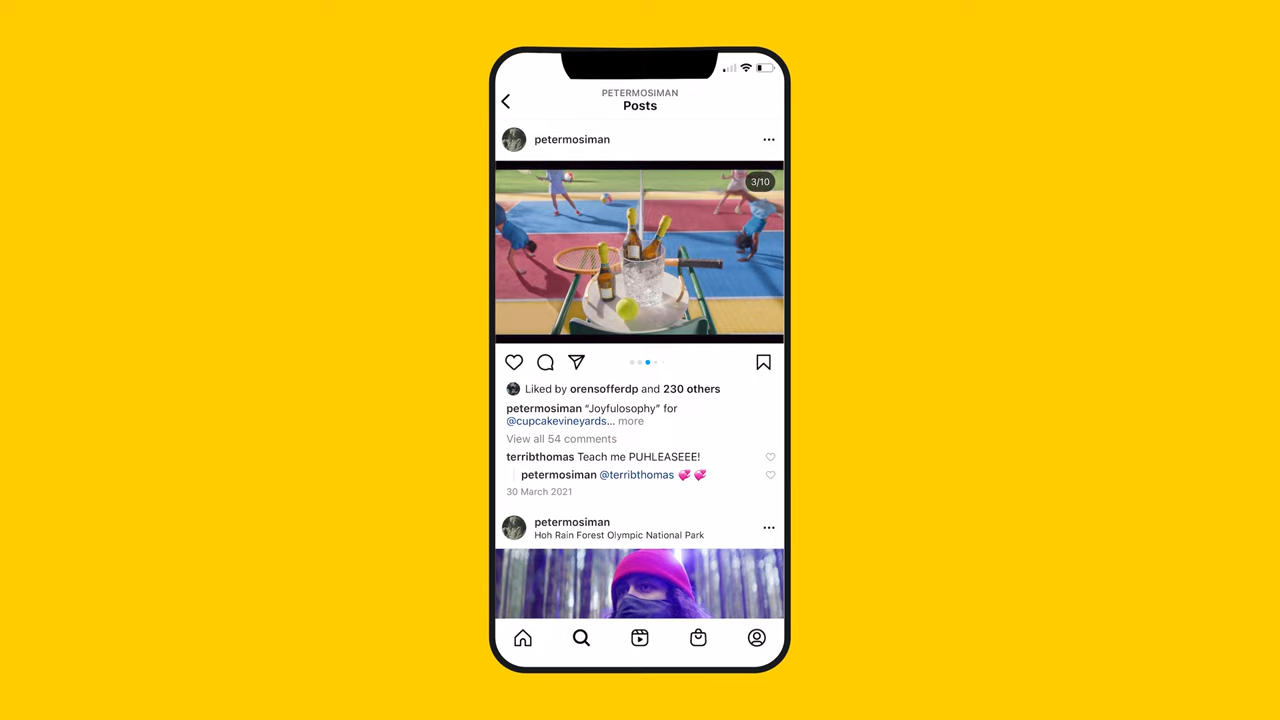 PETERMOSIMAN
Posts
petermosiman
3/10
Liked by orensofferdp and 230 others
petermosiman “Joyfulosophy” for
@cupcakevineyards... more
View all 54 comments
terribthomas Teach me PUHLEASEEE!
petermosiman @terribthomas 💞 💞
30 March 2021
petermosiman
Hoh Rain Forest Olympic National Park